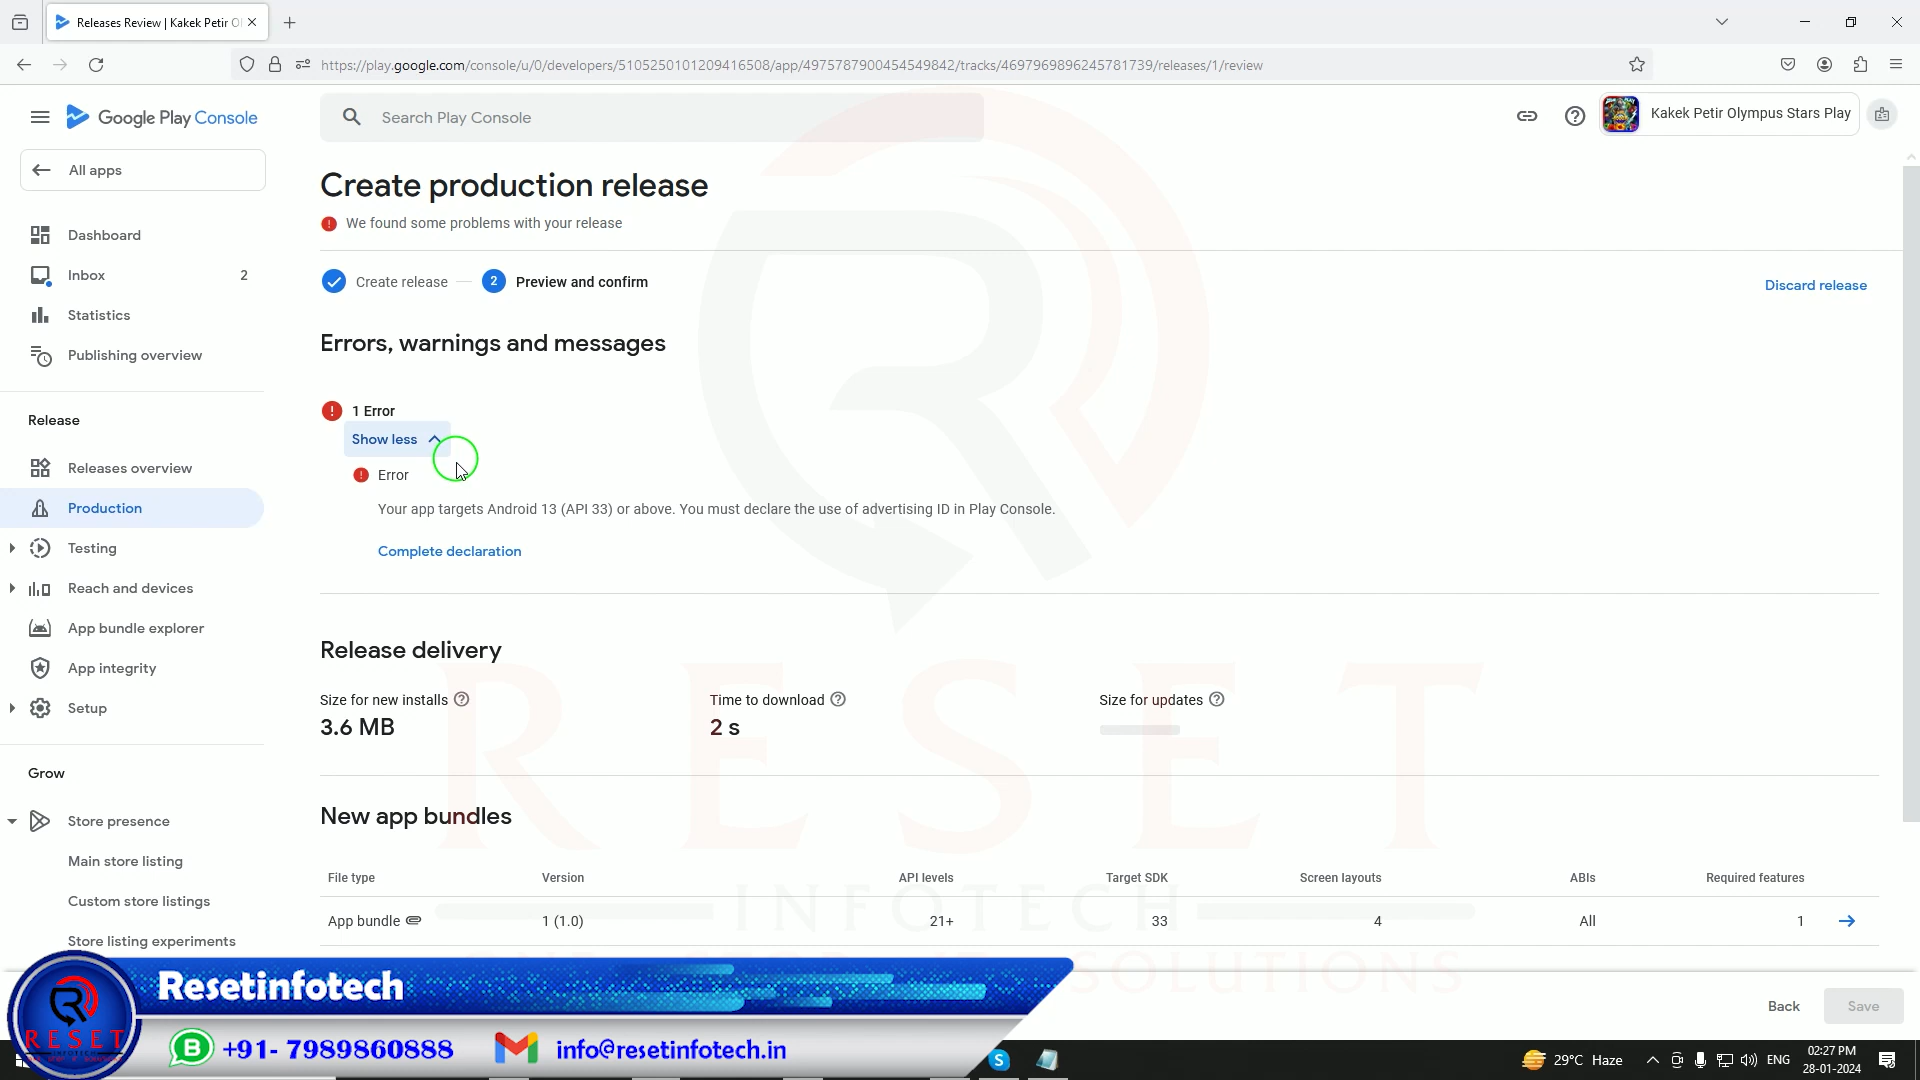 Releases Review | Kakek Petir Ol
https://play.google.com/console/u/0/developers/5105250101209416508/app/4975787900454549842/tracks/4697969896245781739/releases/1/review
Google Play Console
Search Play Console
Kakek Petir Olympus Stars Play
All apps
Dashboard
Inbox 2
Statistics
Publishing overview
Release
Releases overview
Production
Testing
Reach and devices
App bundle explorer
App integrity
Setup
Grow
Store presence
Main store listing
Custom store listings
Store listing experiments
Create production release
We found some problems with your release
Create release 2 Preview and confirm
Discard release
Errors, warnings and messages
1 Error
Show less
Error
Your app targets Android 13 (API 33) or above. You must declare the use of advertising ID in Play Console.
Complete declaration
Release delivery
Size for new installs Time to download Size for updates
3.6 MB 2 s
New app bundles
File type Version API levels Target SDK Screen layouts ABIs Required features
App bundle 1 (1.0) 21+ 33 4 All 1
Back Save
RESET
INFOTECH
SOLUTIONS
Resetinfotech
RESET
+91- 7989860888 info@resetinfotech.in
29°C Haze ENG 02:27 PM
28-01-2024